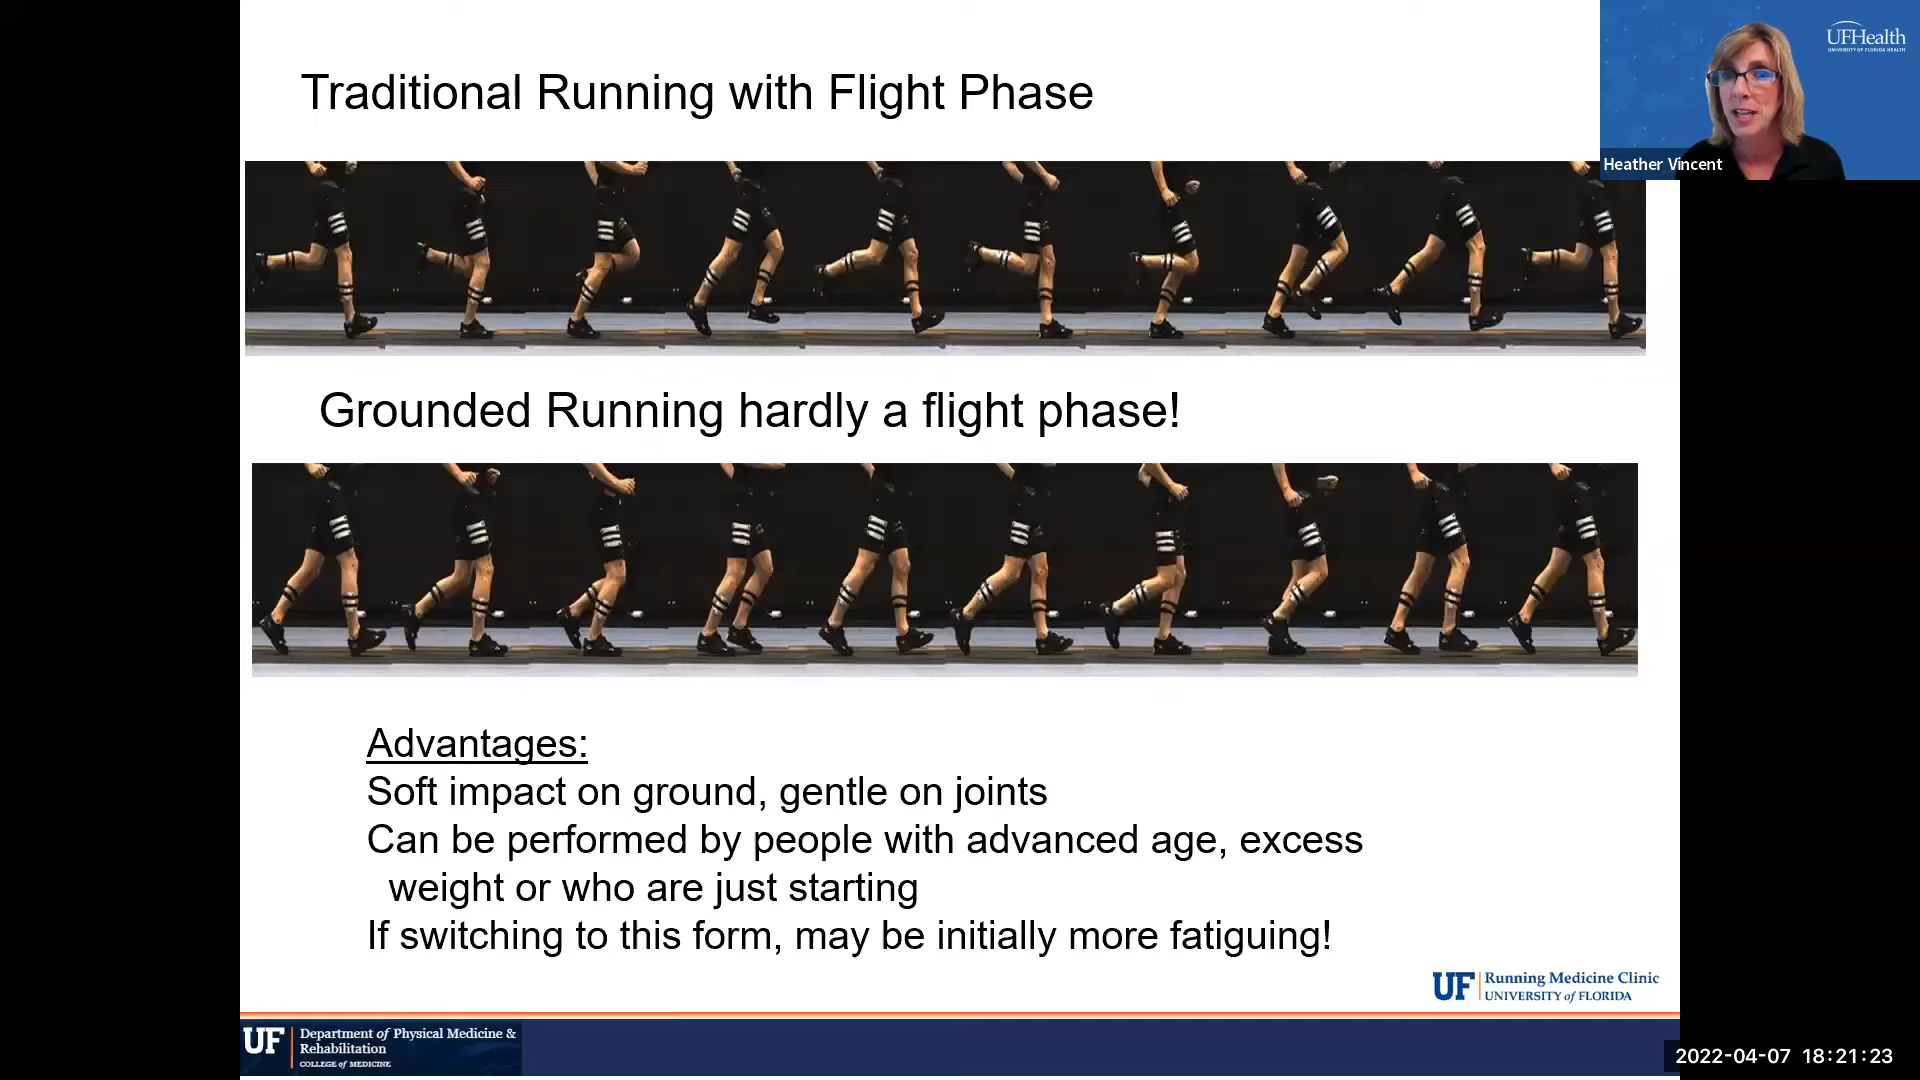 Traditional Running with Flight Phase
UFHealth
UNIVERSITY OF FLORIDA HEALTH
Heather Vincent
Grounded Running hardly a flight phase!
Advantages:
Soft impact on ground, gentle on joints
Can be performed by people with advanced age, excess
weight or who are just starting
If switching to this form, may be initially more fatiguing!
UF Running Medicine Clinic
UNIVERSITY of FLORIDA
UF Department of Physical Medicine &
Rehabilitation
COLLEGE of MEDICINE
2022-04-07 18:21:23